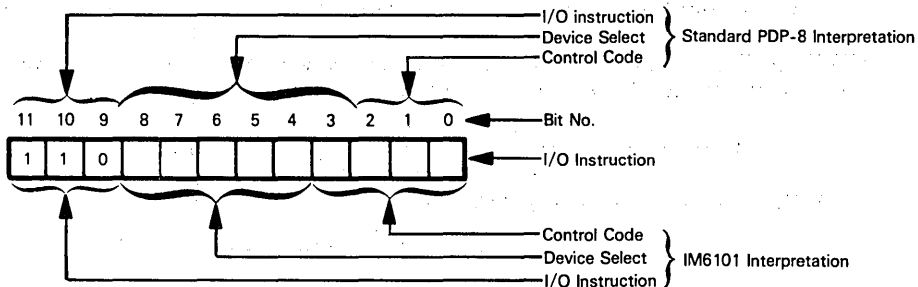 I/O instruction
Device Select
Control Code
Standard PDP-8 Interpretation
11 10 9 8 7 6 5 4 3 2 1 0
Bit No.
1 1 0
I/O Instruction
Control Code
Device Select
I/O Instruction
IM6101 Interpretation